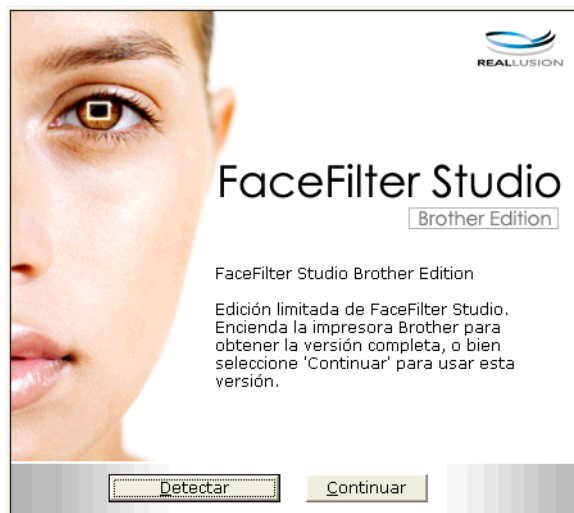 REALLUSION
FaceFilter Studio
Brother Edition
FaceFilter Studio Brother Edition
Edición limitada de FaceFilter Studio.
Encienda la impresora Brother para
obtener la versión completa, o bien
seleccione 'Continuar' para usar esta
versión.
Detectar
Continuar